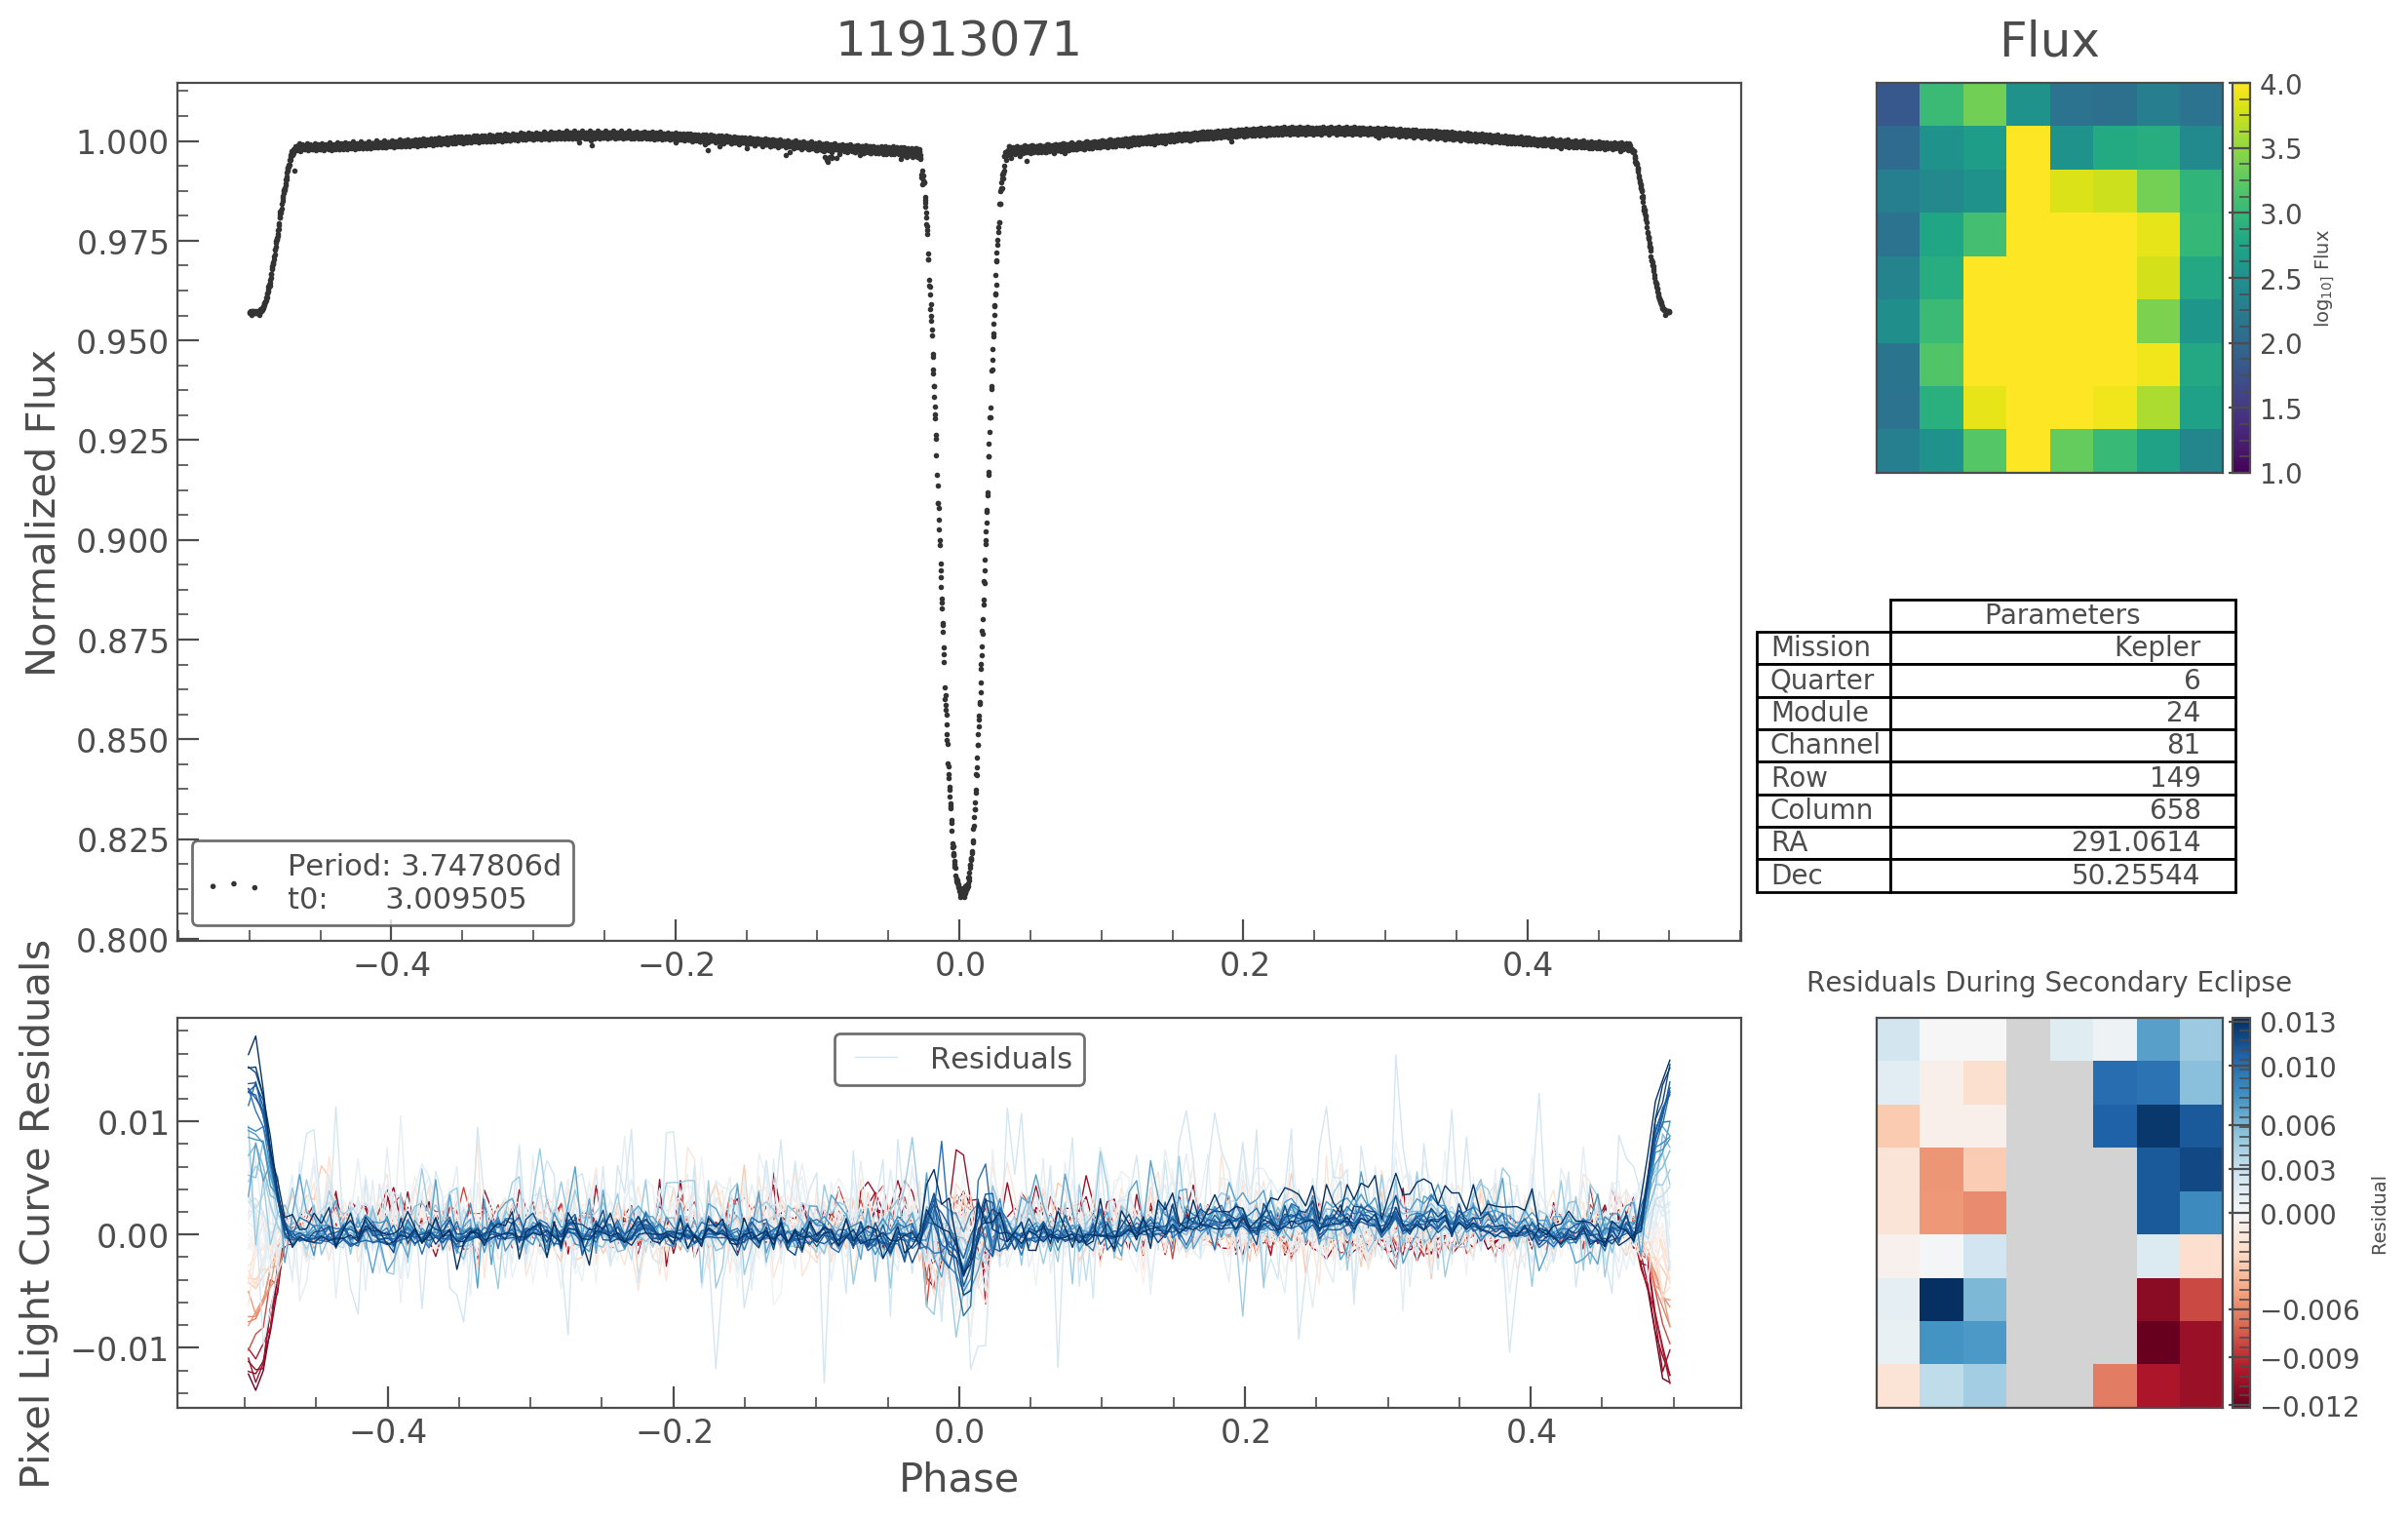 11913071
Normalized Flux
1.000
0.975
0.950
0.925
0.900
0.875
0.850
0.825
0.800
Period: 3.747806d
t0: 3.009505
−0.4 −0.2 0.0 0.2 0.4
Flux
4.0
3.5
3.0
2.5
2.0
1.5
1.0
log10] Flux
Parameters
Mission Kepler
Quarter 6
Module 24
Channel 81
Row 149
Column 658
RA 291.0614
Dec 50.25544
Pixel Light Curve Residuals
0.01
0.00
−0.01
Residuals
−0.4 −0.2 0.0 0.2 0.4
Phase
Residuals During Secondary Eclipse
0.013
0.010
0.006
0.003
0.000
−0.006
−0.009
−0.012
Residual